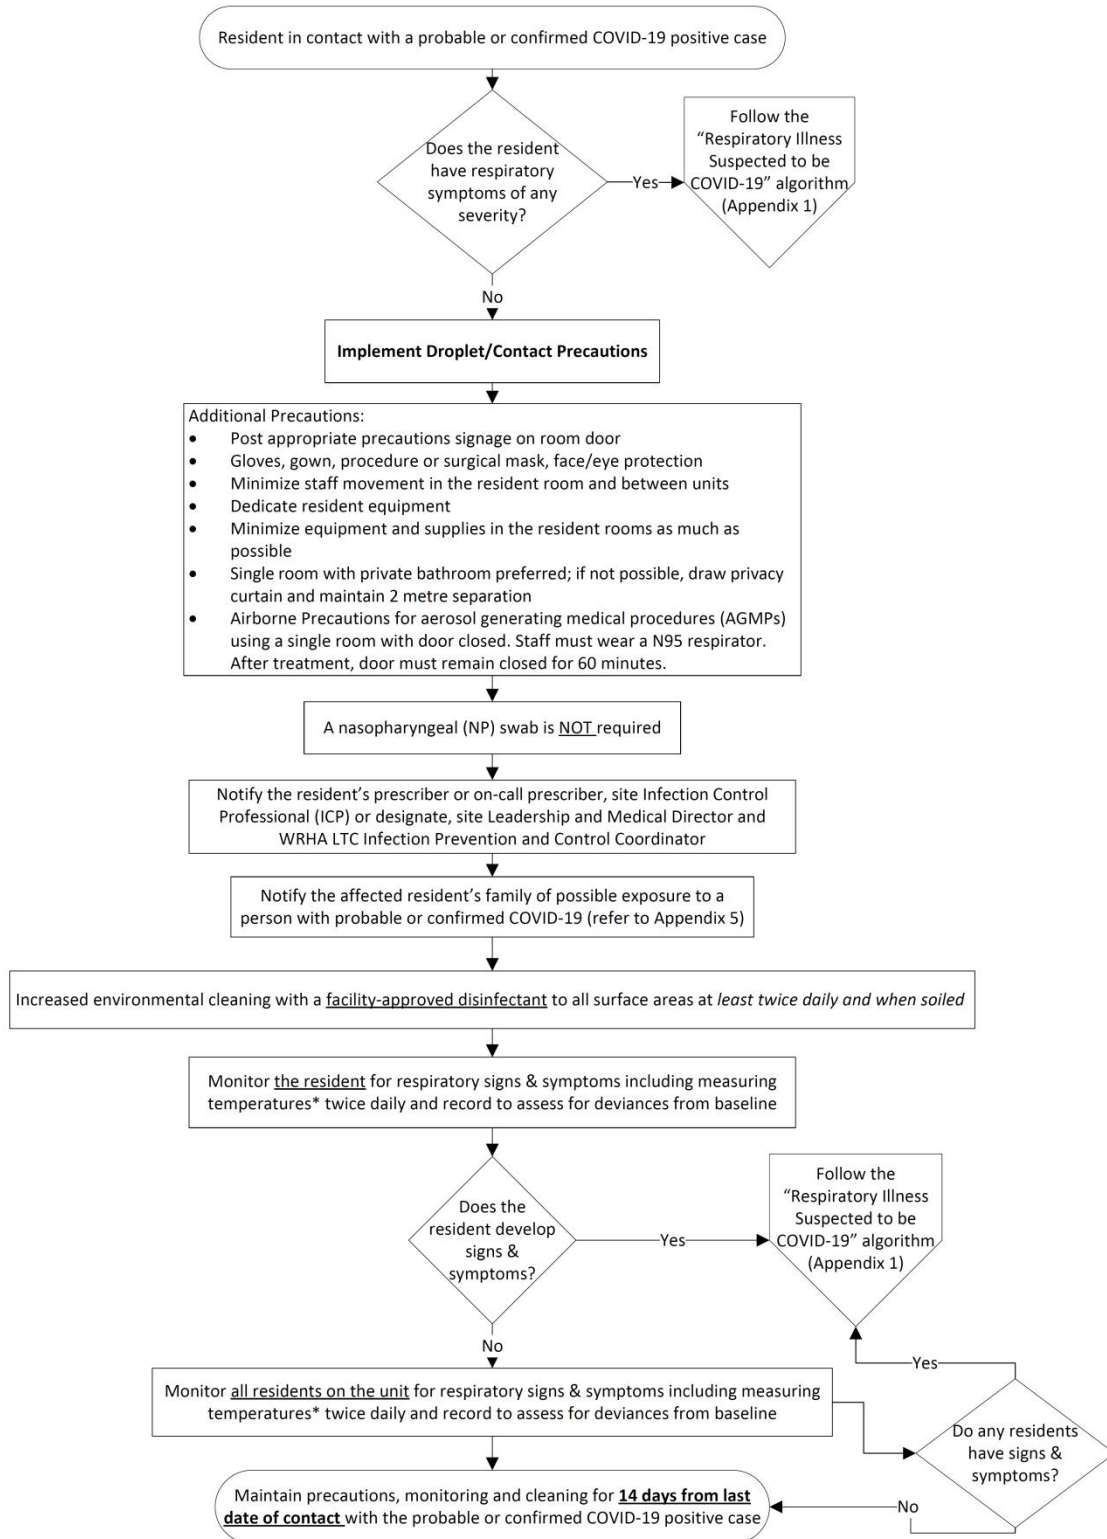 Resident in contact with a probable or confirmed COVID-19 positive case
Does the resident
have respiratory
symptoms of any
severity?
Yes
Follow the
“Respiratory Illness
Suspected to be
COVID-19” algorithm
(Appendix 1)
No
Implement Droplet/Contact Precautions
Additional Precautions:
• Post appropriate precautions signage on room door
• Gloves, gown, procedure or surgical mask, face/eye protection
• Minimize staff movement in the resident room and between units
• Dedicate resident equipment
• Minimize equipment and supplies in the resident rooms as much as
possible
• Single room with private bathroom preferred; if not possible, draw privacy
curtain and maintain 2 metre separation
• Airborne Precautions for aerosol generating medical procedures (AGMPs)
using a single room with door closed. Staff must wear a N95 respirator.
After treatment, door must remain closed for 60 minutes.
A nasopharyngeal (NP) swab is NOT required
Notify the resident’s prescriber or on-call prescriber, site Infection Control
Professional (ICP) or designate, site Leadership and Medical Director and
WRHA LTC Infection Prevention and Control Coordinator
Notify the affected resident’s family of possible exposure to a
person with probable or confirmed COVID-19 (refer to Appendix 5)
Increased environmental cleaning with a facility-approved disinfectant to all surface areas at least twice daily and when soiled
Monitor the resident for respiratory signs & symptoms including measuring
temperatures* twice daily and record to assess for deviances from baseline
Does the
resident develop
signs &
symptoms?
Yes
Follow the
“Respiratory Illness
Suspected to be
COVID-19” algorithm
(Appendix 1)
No
Monitor all residents on the unit for respiratory signs & symptoms including measuring
temperatures* twice daily and record to assess for deviances from baseline
Yes
Do any residents
have signs &
symptoms?
No
Maintain precautions, monitoring and cleaning for 14 days from last
date of contact with the probable or confirmed COVID-19 positive case